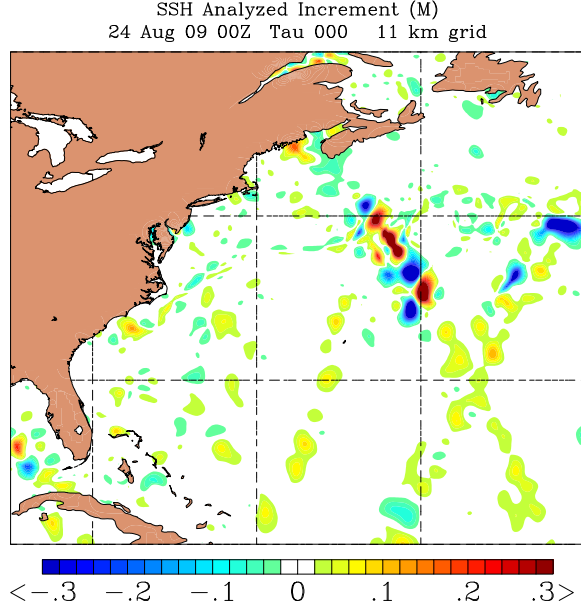 SSH Analyzed Increment (M)
24 Aug 09 00Z Tau 000 11 km grid
<-.3 -.2 -.1 0 .1 .2 .3>